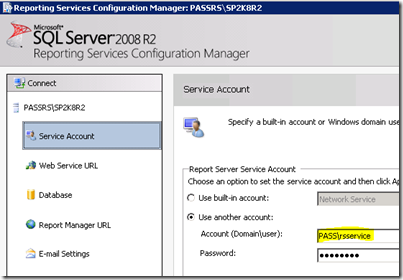 Reporting Services Configuration Manager: PASSRS\SP2K8R2
Microsoft
SQL Server 2008 R2
Reporting Services Configuration Manager
Connect
PASSRS\SP2K8R2
Service Account
Web Service URL
Database
Report Manager URL
E-mail Settings
Service Account
Specify a built-in account or Windows domain use
Report Server Service Account
Choose an option to set the service account and then click Ap
Use built-in account:
Network Service
Use another account:
Account (Domain\user):
PASS\rsservice
Password:
●●●●●●●●